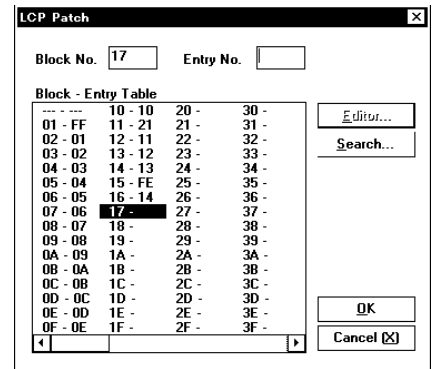 LCP Patch
Block No. 17 Entry No.
Block - Entry Table
--- - --- 10 - 10 20 - 30 -
01 - FF 11 - 21 21 - 31 -
02 - 01 12 - 11 22 - 32 -
03 - 02 13 - 12 23 - 33 -
04 - 03 14 - 13 24 - 34 -
05 - 04 15 - FE 25 - 35 -
06 - 05 16 - 14 26 - 36 -
07 - 06 17 - 27 - 37 -
08 - 07 18 - 28 - 38 -
09 - 08 19 - 29 - 39 -
0A - 09 1A - 2A - 3A -
0B - 0A 1B - 2B - 3B -
0C - 0B 1C - 2C - 3C -
0D - 0C 1D - 2D - 3D -
0E - 0D 1E - 2E - 3E -
0F - 0E 1F - 2F - 3F -
Editor...
Search...
OK
Cancel (X)